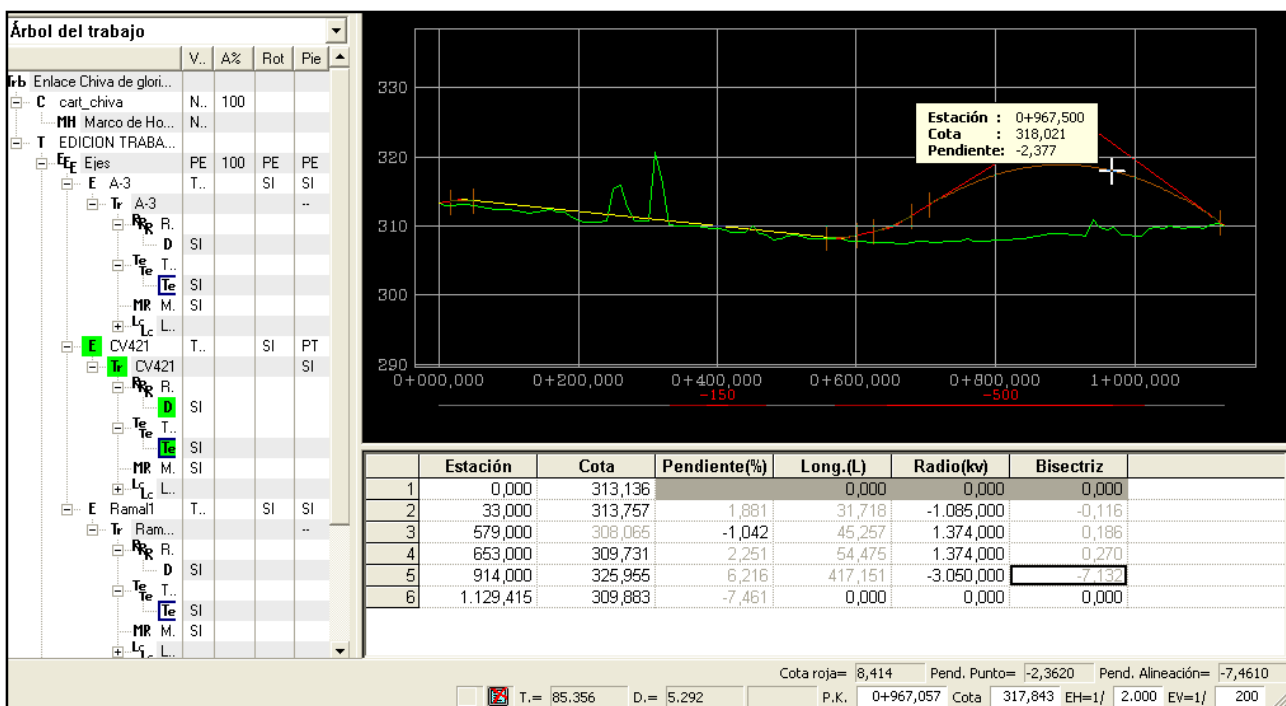 Árbol del trabajo
V.. A% Rot Pie
Trb Enlace Chiva de glori...
C cart_chiva N.. 100
MH Marco de Ho... N..
T EDICION TRABA...
EEE Ejes PE 100 PE PE
E A-3 T.. SI SI
Tr A-3 --
RRR R.
D SI
TeTe T..
Te SI
MR M. SI
LcLc L..
E CV421 T.. SI PT
Tr CV421 SI
RRR R.
D SI
TeTe T.
Te SI
MR M. SI
LcLc L..
E Ramal1 T.. SI SI
Tr Ram... --
RRR R.
D SI
TeTe T.
Te SI
MR M. SI
LcLc L..
330
320
310
300
290
Estación : 0+967,500
Cota : 318,021
Pendiente: -2,377
0+000,000 0+200,000 0+400,000 0+600,000 0+800,000 1+000,000
-150 -500
Estación Cota Pendiente(%) Long.(L) Radio(kv) Bisectriz
1 0,000 313,136 0,000 0,000 0,000
2 33,000 313,757 1,881 31,718 -1.085,000 -0,116
3 579,000 308,065 -1,042 45,257 1.374,000 0,186
4 653,000 309,731 2,251 54,475 1.374,000 0,270
5 914,000 325,955 6,216 417,151 -3.050,000 -7,132
6 1.129,415 309,883 -7,461 0,000 0,000 0,000
Cota roja= 8,414 Pend. Punto= -2,3620 Pend. Alineación= -7,4610
T.= 85.356 D.= 5.292 P.K. 0+967,057 Cota 317,843 EH=1/ 2.000 EV=1/ 200